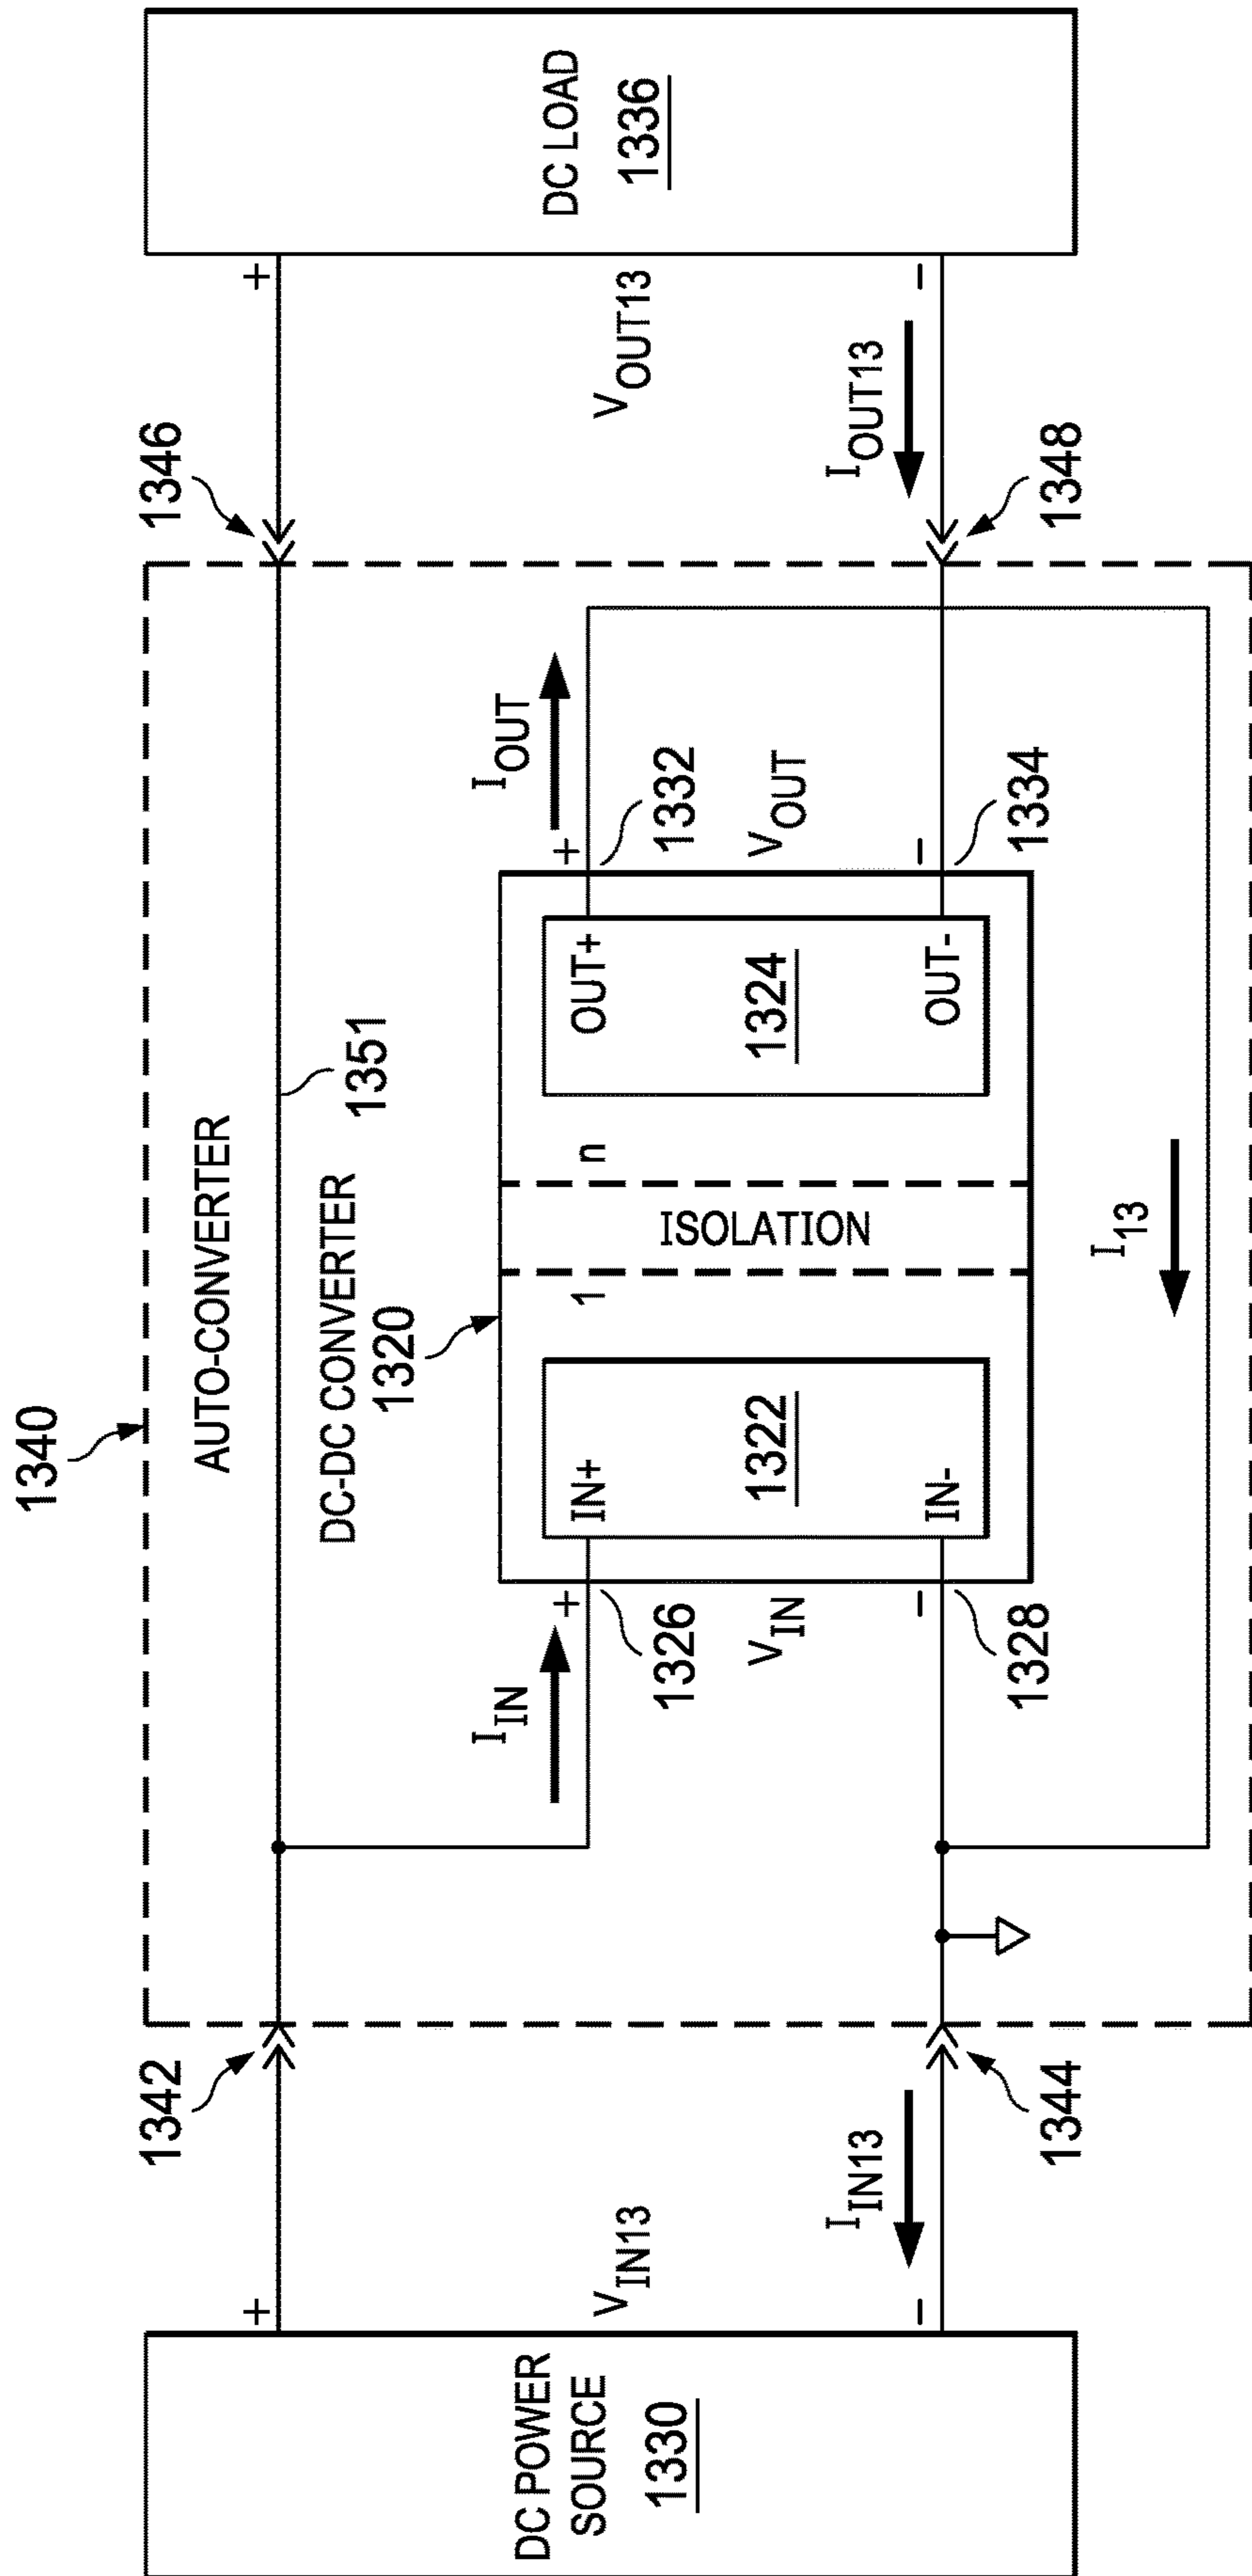 1340
AUTO-CONVERTER
1342
1346
1351
DC POWER
SOURCE
1330
+
VIN13
-
IIN13
1344
DC-DC CONVERTER
1320
IIN
+
1326
VIN
-
1328
IN+
1322
IN-
1
ISOLATION
n
OUT+
1324
OUT-
IOUT
+
1332
VOUT
-
1334
I13
+
VOUT13
-
IOUT13
1348
DC LOAD
1336